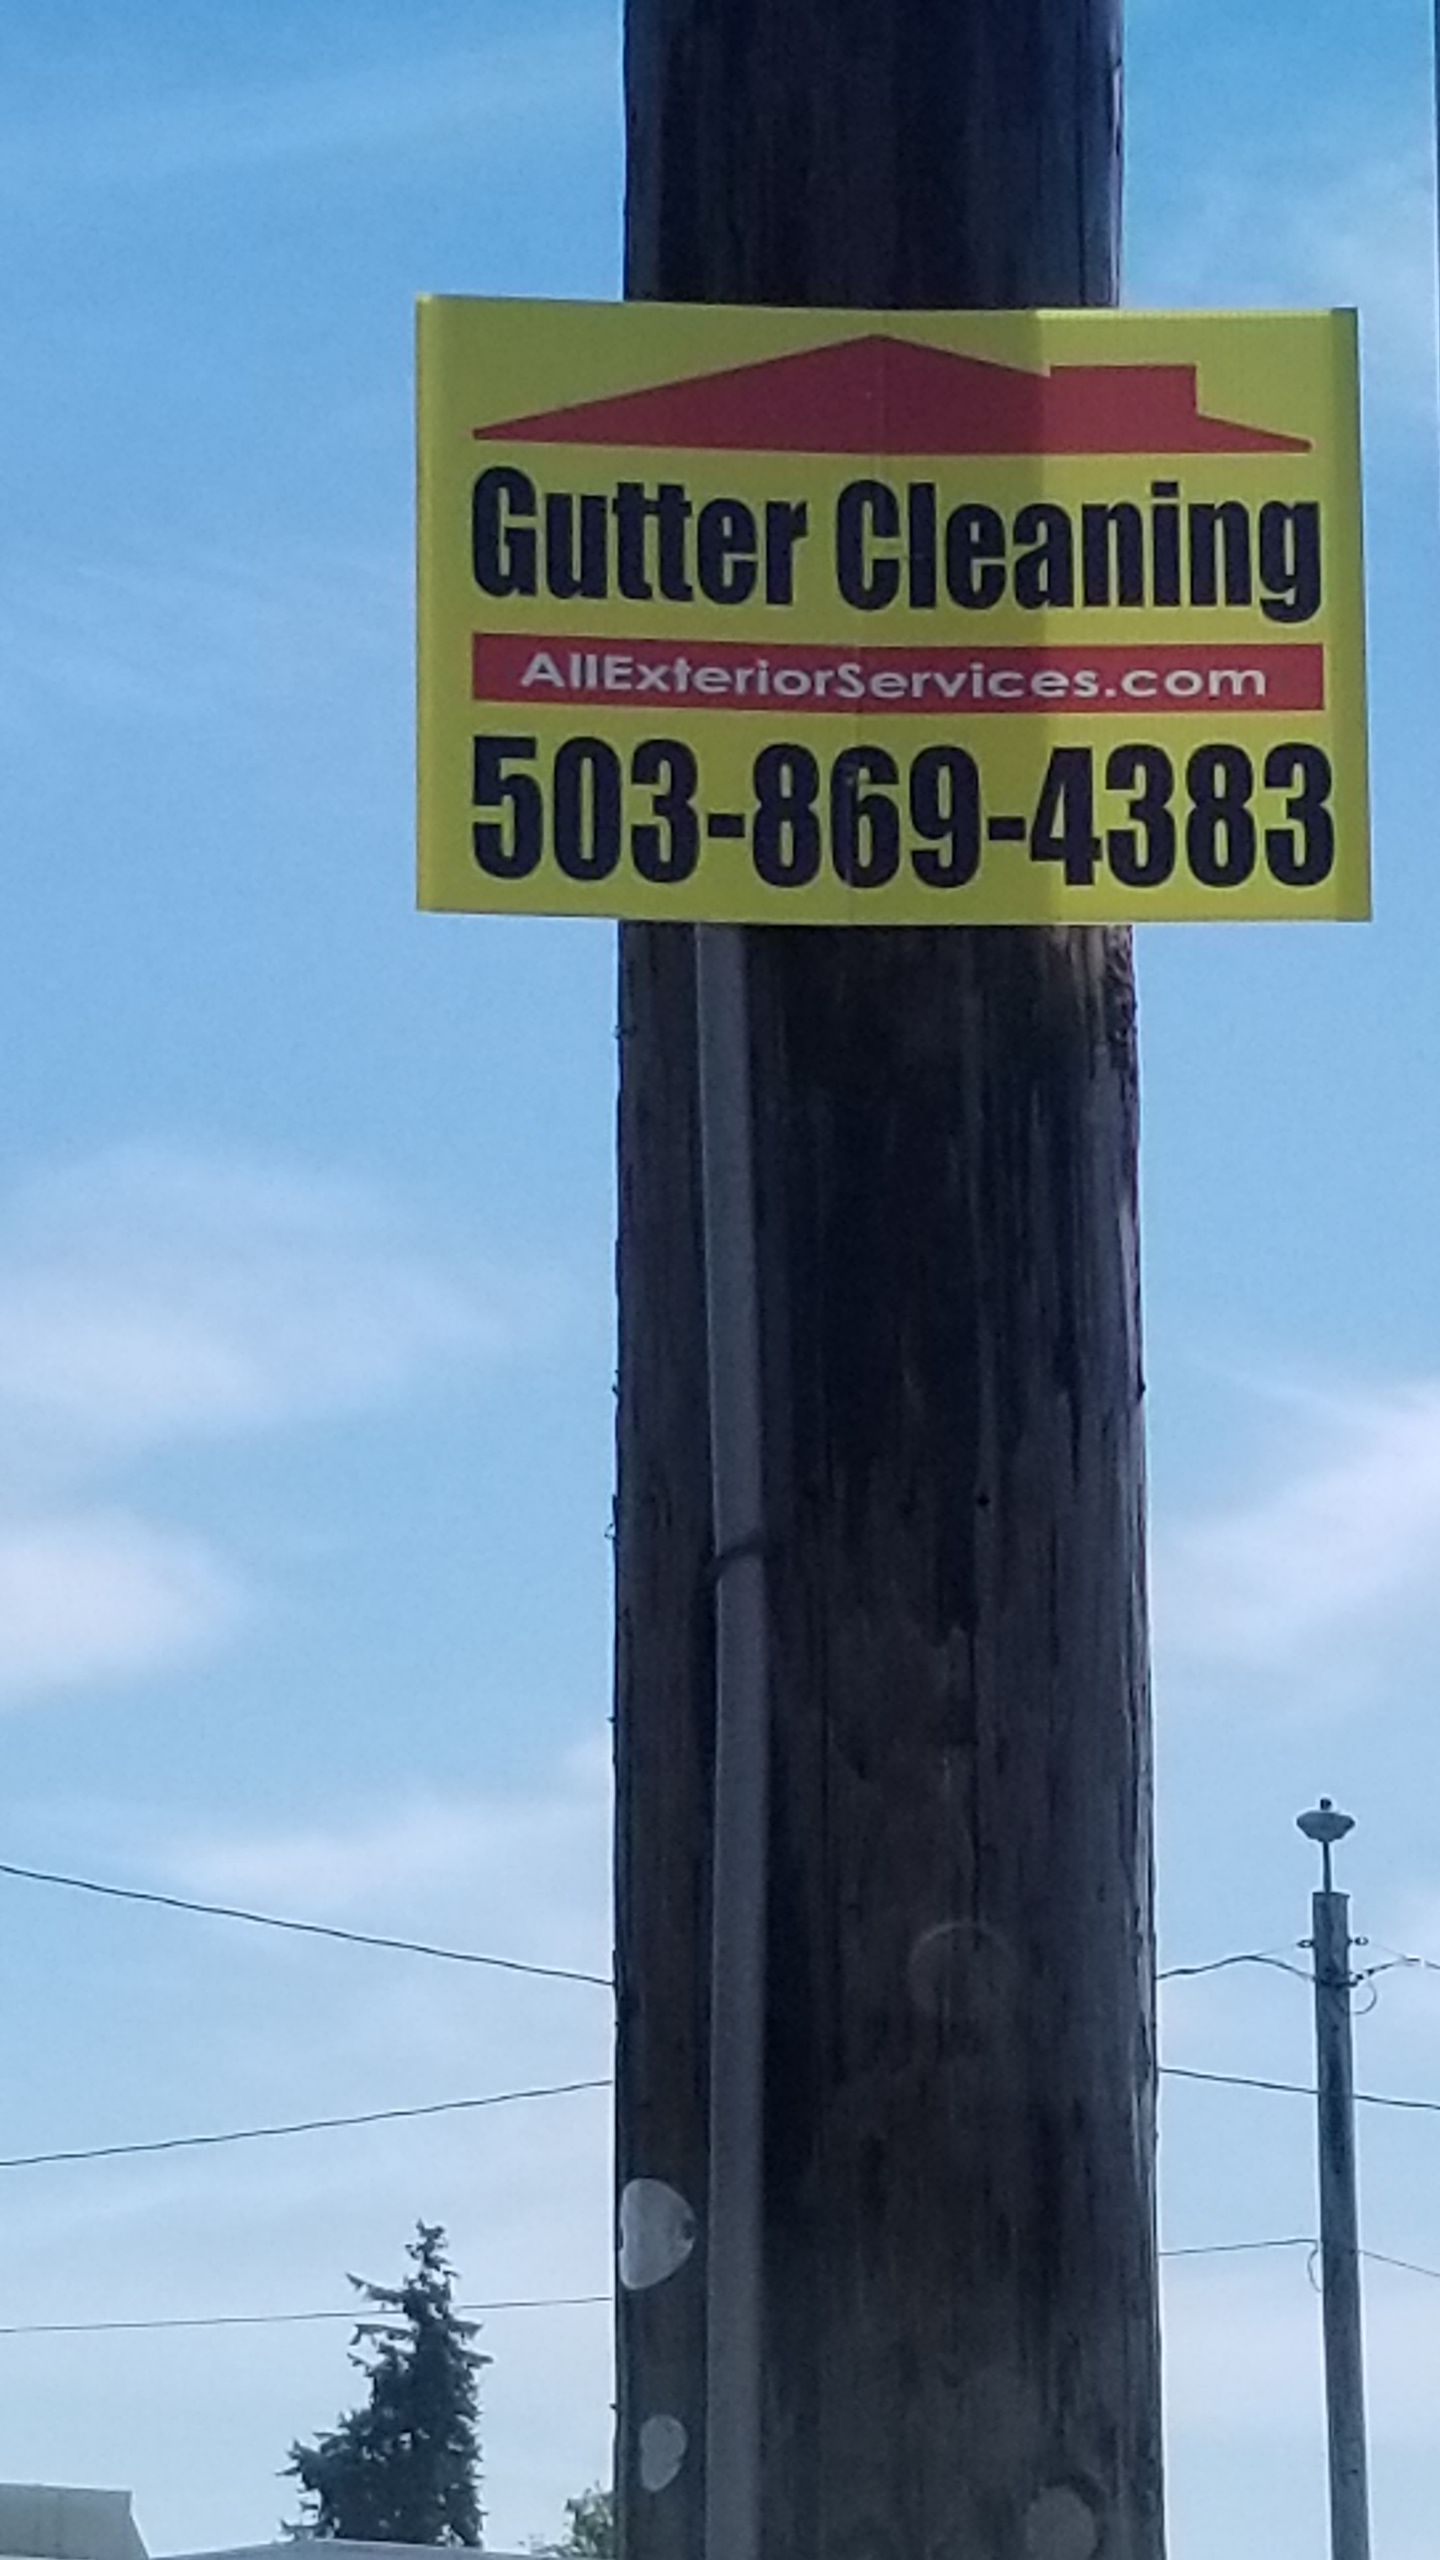 Gutter Cleaning
AllExteriorServices.com
503-869-4383